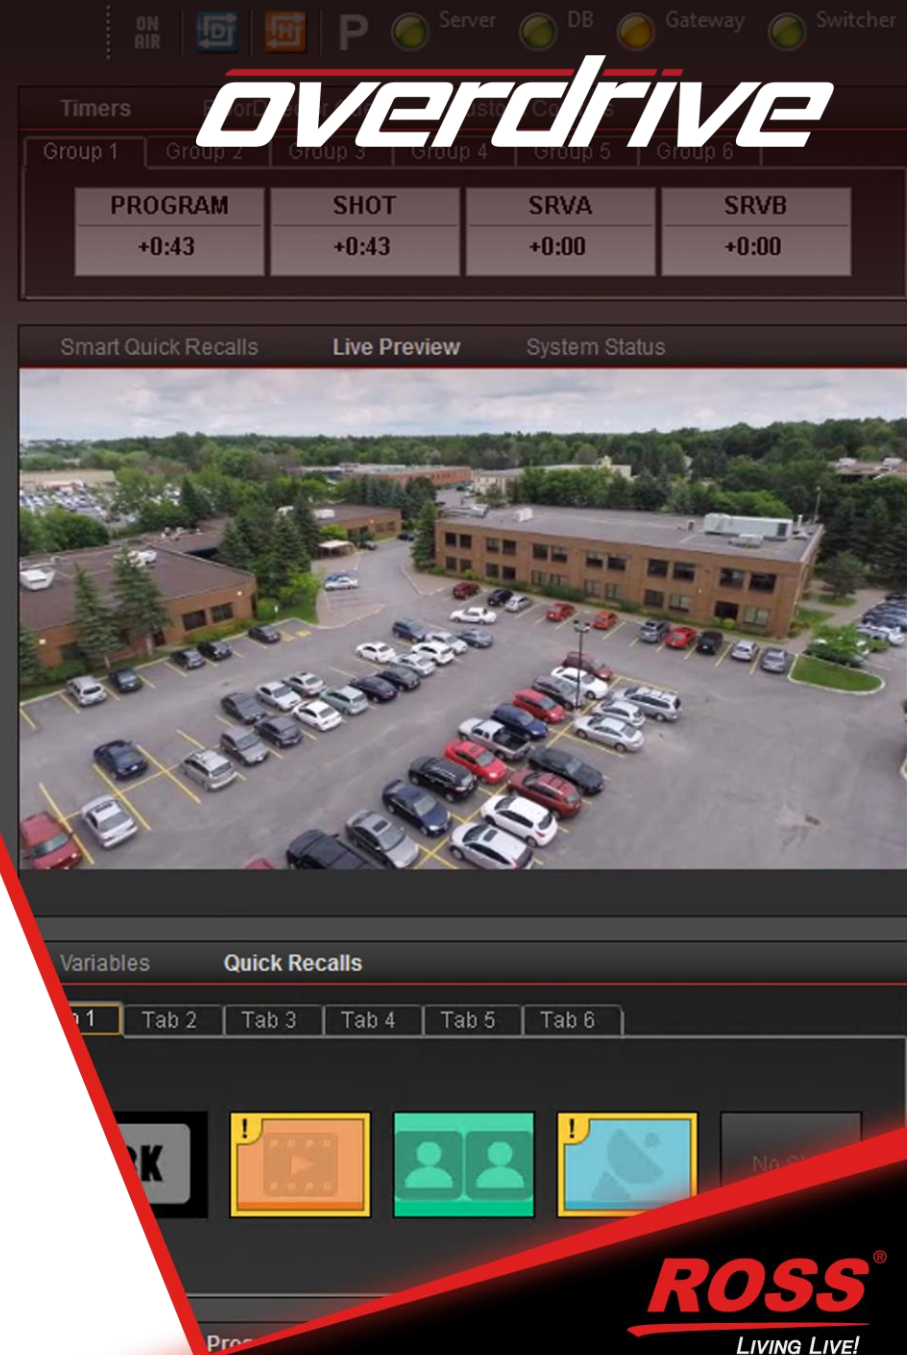 ON AIR D H P Server DB Gateway Switcher
overdrive
Timers
Group 1 Group 2 Group 3 Group 4 Group 5 Group 6
PROGRAM SHOT SRVA SRVB
+0:43 +0:43 +0:00 +0:00
Smart Quick Recalls Live Preview System Status
Variables Quick Recalls
1 Tab 2 Tab 3 Tab 4 Tab 5 Tab 6
! !
No
ROSS®
LIVING LIVE!